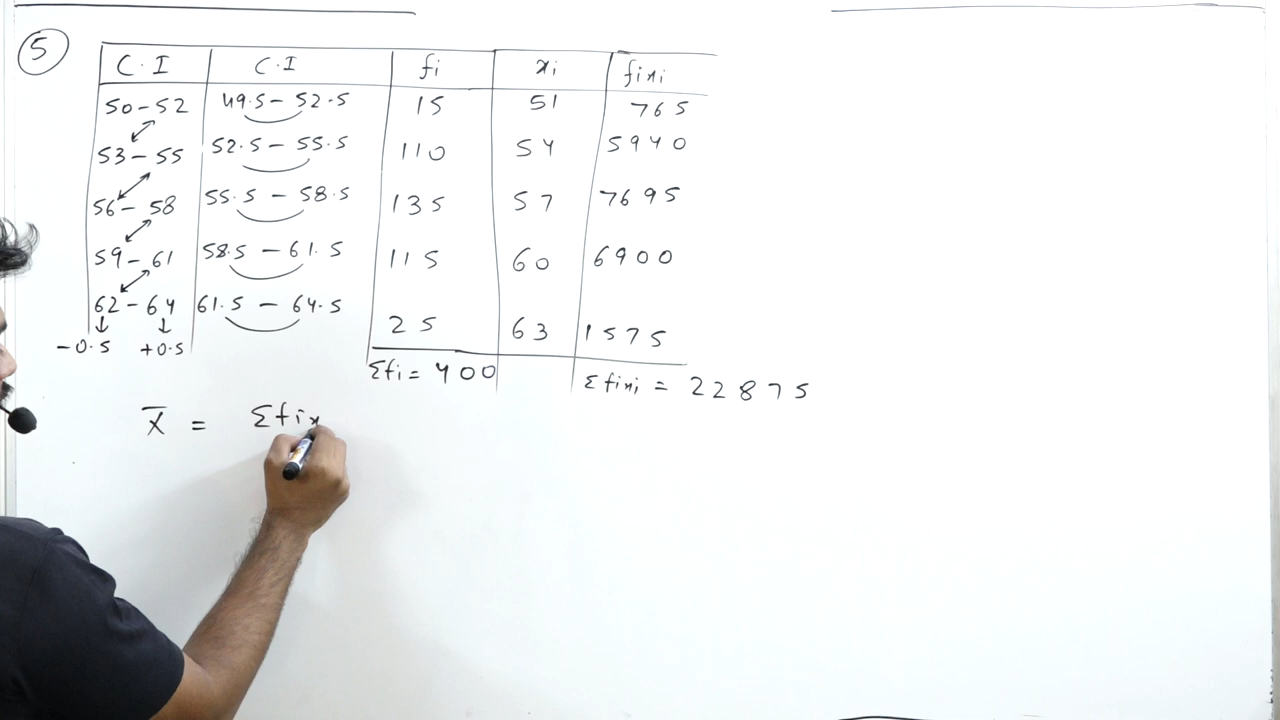 5
C.I C.I fi xi fixi
50-52 49.5-52.5 15 51 765
53-55 52.5-55.5 110 54 5940
56-58 55.5-58.5 135 57 7695
59-61 58.5-61.5 115 60 6900
62-64 61.5-64.5 25 63 1575
-0.5 +0.5
Σfi = 400 Σfixi = 22875
x̄ = Σfix